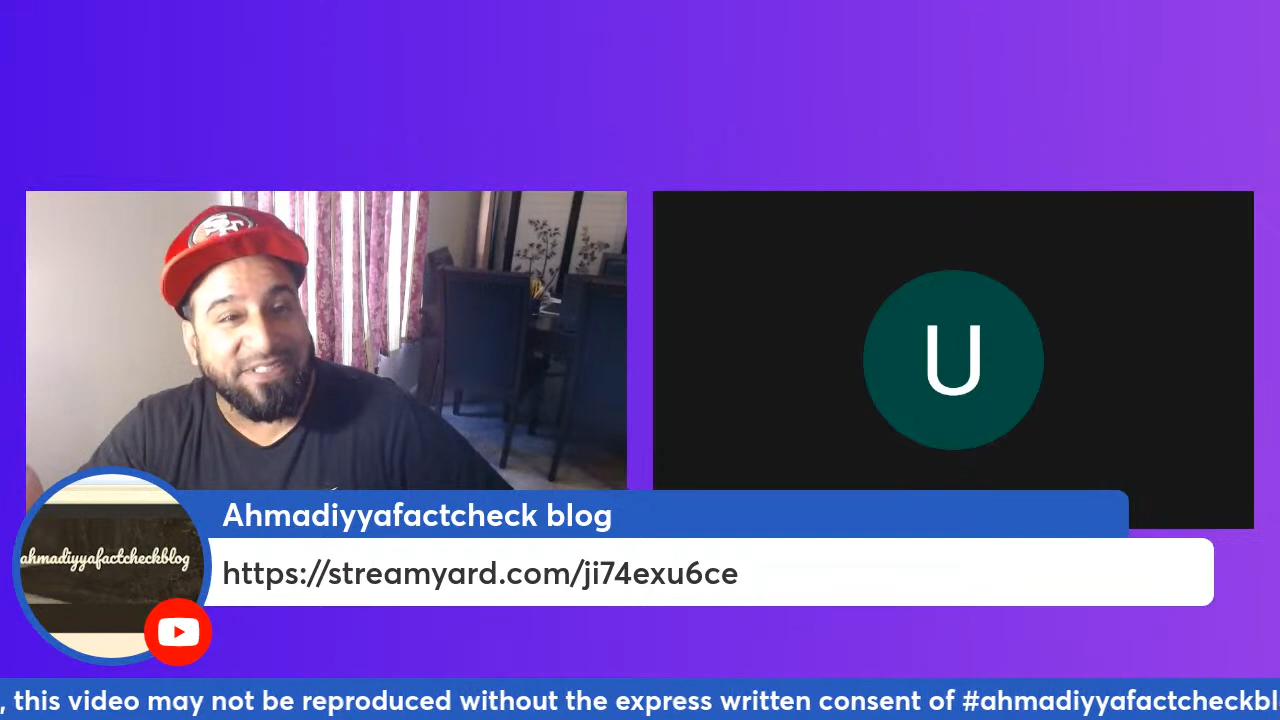 SF
U
Ahmadiyyafactcheck blog
ahmadiyyafactcheckblog
https://streamyard.com/ji74exu6ce
, this video may not be reproduced without the express written consent of #ahmadiyyafactcheckbl